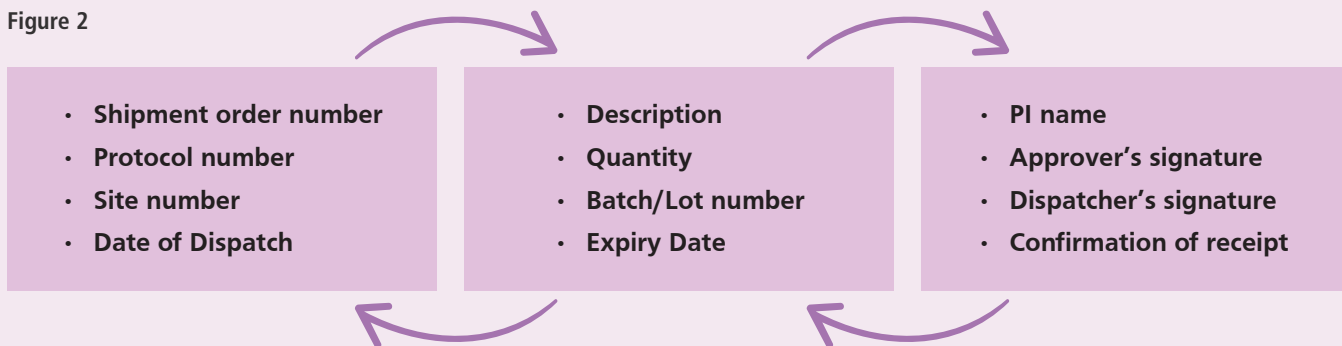 Figure 2
· Shipment order number
· Protocol number
· Site number
· Date of Dispatch
· Description
· Quantity
· Batch/Lot number
· Expiry Date
· PI name
· Approver’s signature
· Dispatcher’s signature
· Confirmation of receipt